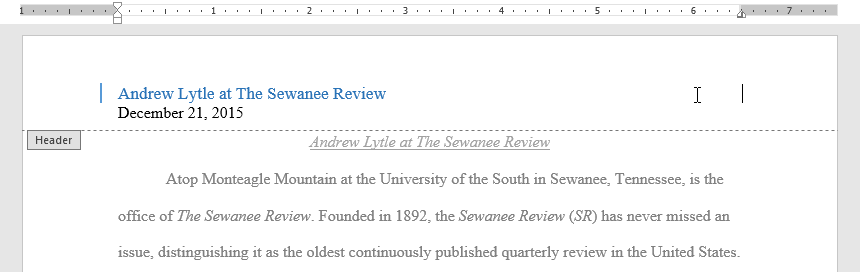 1 1 2 3 4 5 6 7
Andrew Lytle at The Sewanee Review
December 21, 2015
Header
Andrew Lytle at The Sewanee Review
Atop Monteagle Mountain at the University of the South in Sewanee, Tennessee, is the
office of The Sewanee Review. Founded in 1892, the Sewanee Review (SR) has never missed an
issue, distinguishing it as the oldest continuously published quarterly review in the United States.